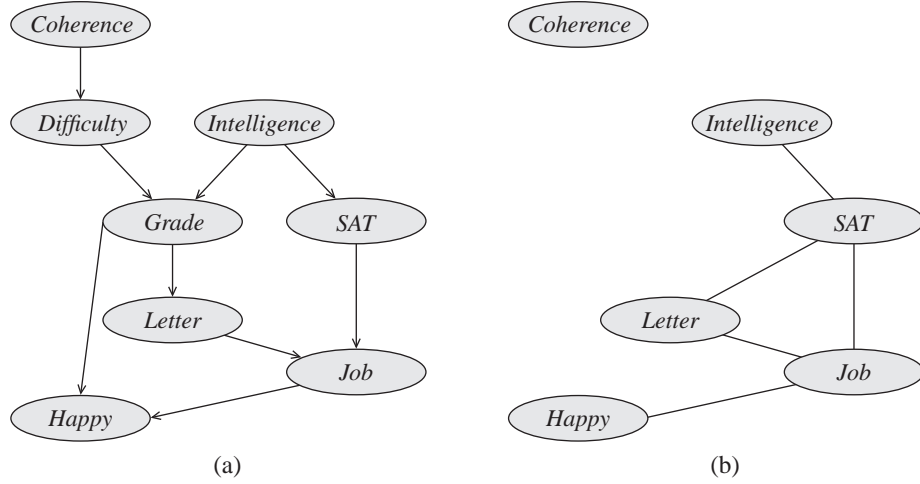 Coherence
Coherence
Difficulty
Intelligence
Intelligence
Grade
SAT
SAT
Letter
Letter
Job
Job
Happy
Happy
(a)
(b)